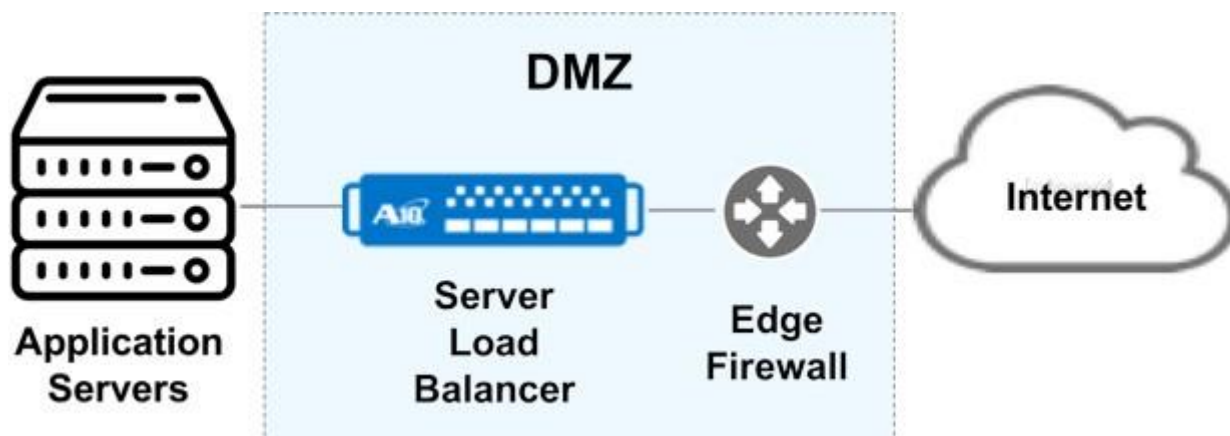 DMZ
Application
Servers
A10
Server
Load
Balancer
Edge
Firewall
Internet